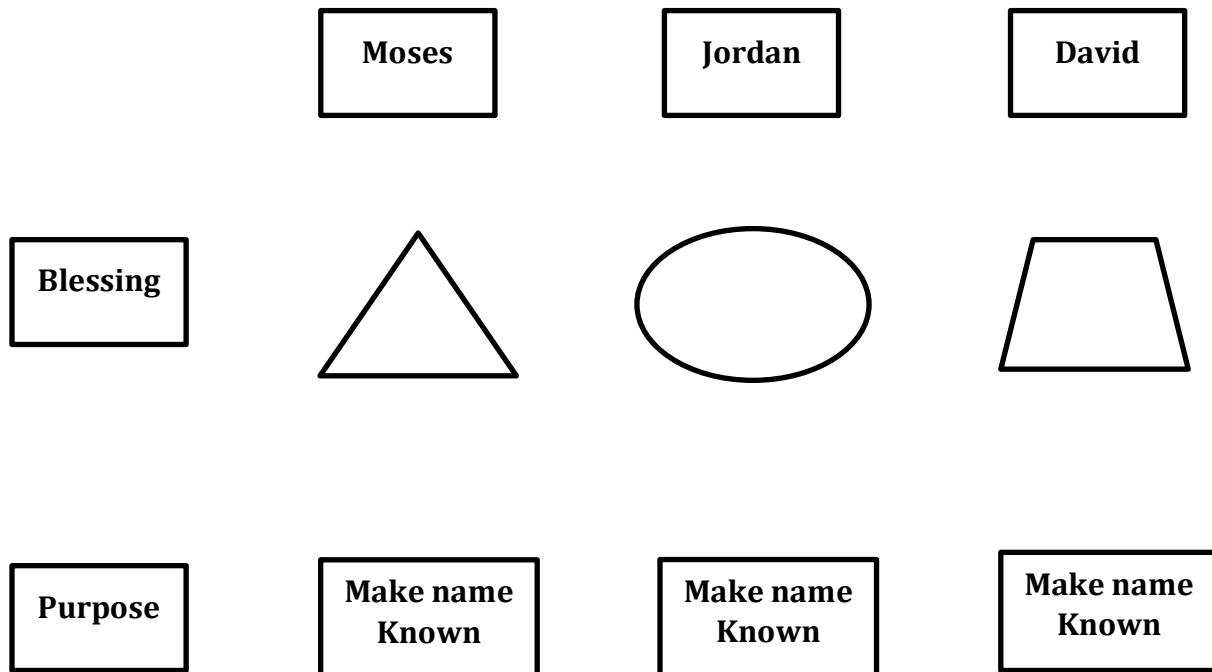 Moses
Jordan
David
Blessing
Purpose
Make name
Known
Make name
Known
Make name
Known